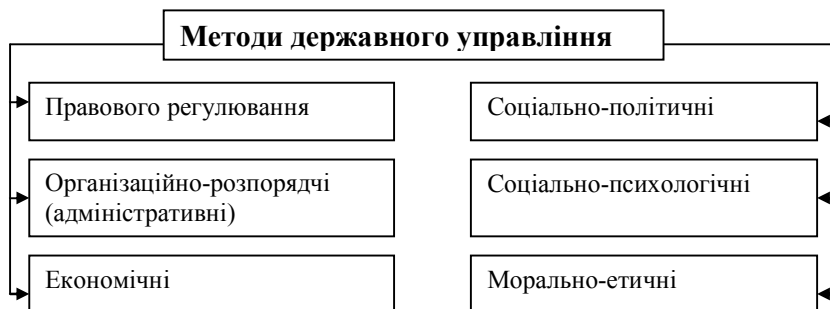 Методи державного управління
Правового регулювання
Організаційно-розпорядчі
(адміністративні)
Економічні
Соціально-політичні
Соціально-психологічні
Морально-етичні